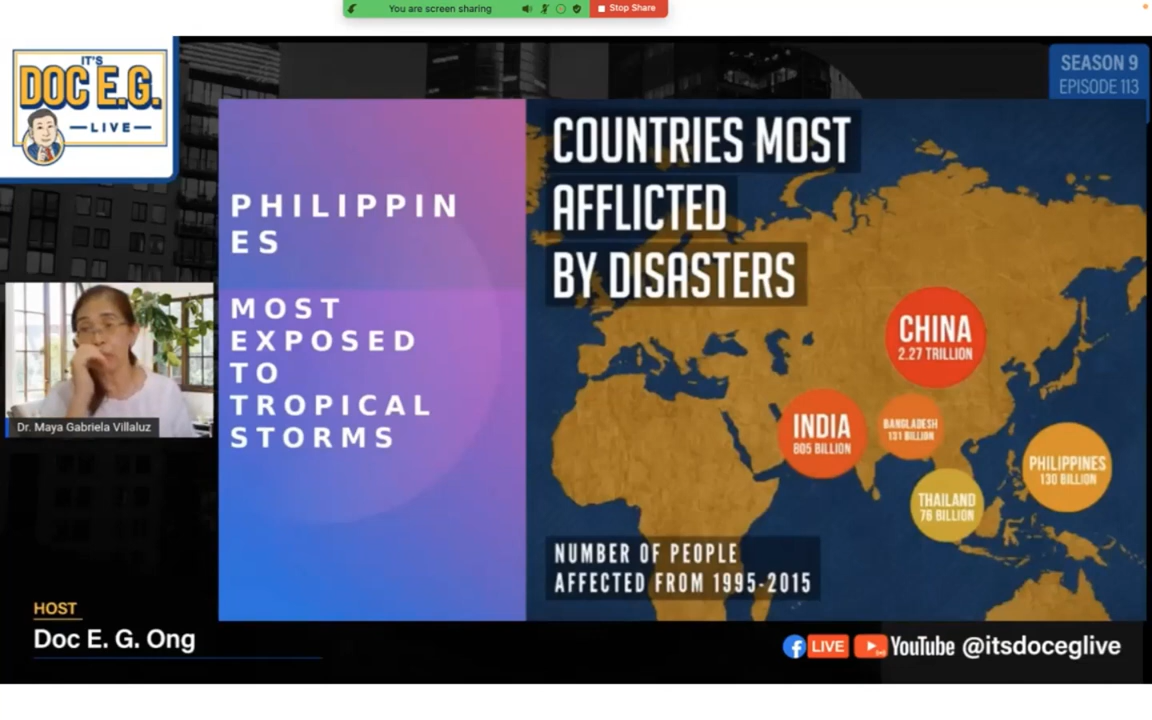 You are screen sharing
Stop Share
IT'S
DOC E.G.
LIVE
SEASON 9
EPISODE 113
PHILIPPIN
ES
MOST
EXPOSED
TO
TROPICAL
STORMS
COUNTRIES MOST
AFFLICTED
BY DISASTERS
CHINA
2.27 TRILLION
INDIA
805 BILLION
BANGLADESH
131 BILLION
PHILIPPINES
130 BILLION
THAILAND
76 BILLION
NUMBER OF PEOPLE
AFFECTED FROM 1995-2015
Dr. Maya Gabriela Villaluz
HOST
Doc E. G. Ong
LIVE
YouTube @itsdoceglive